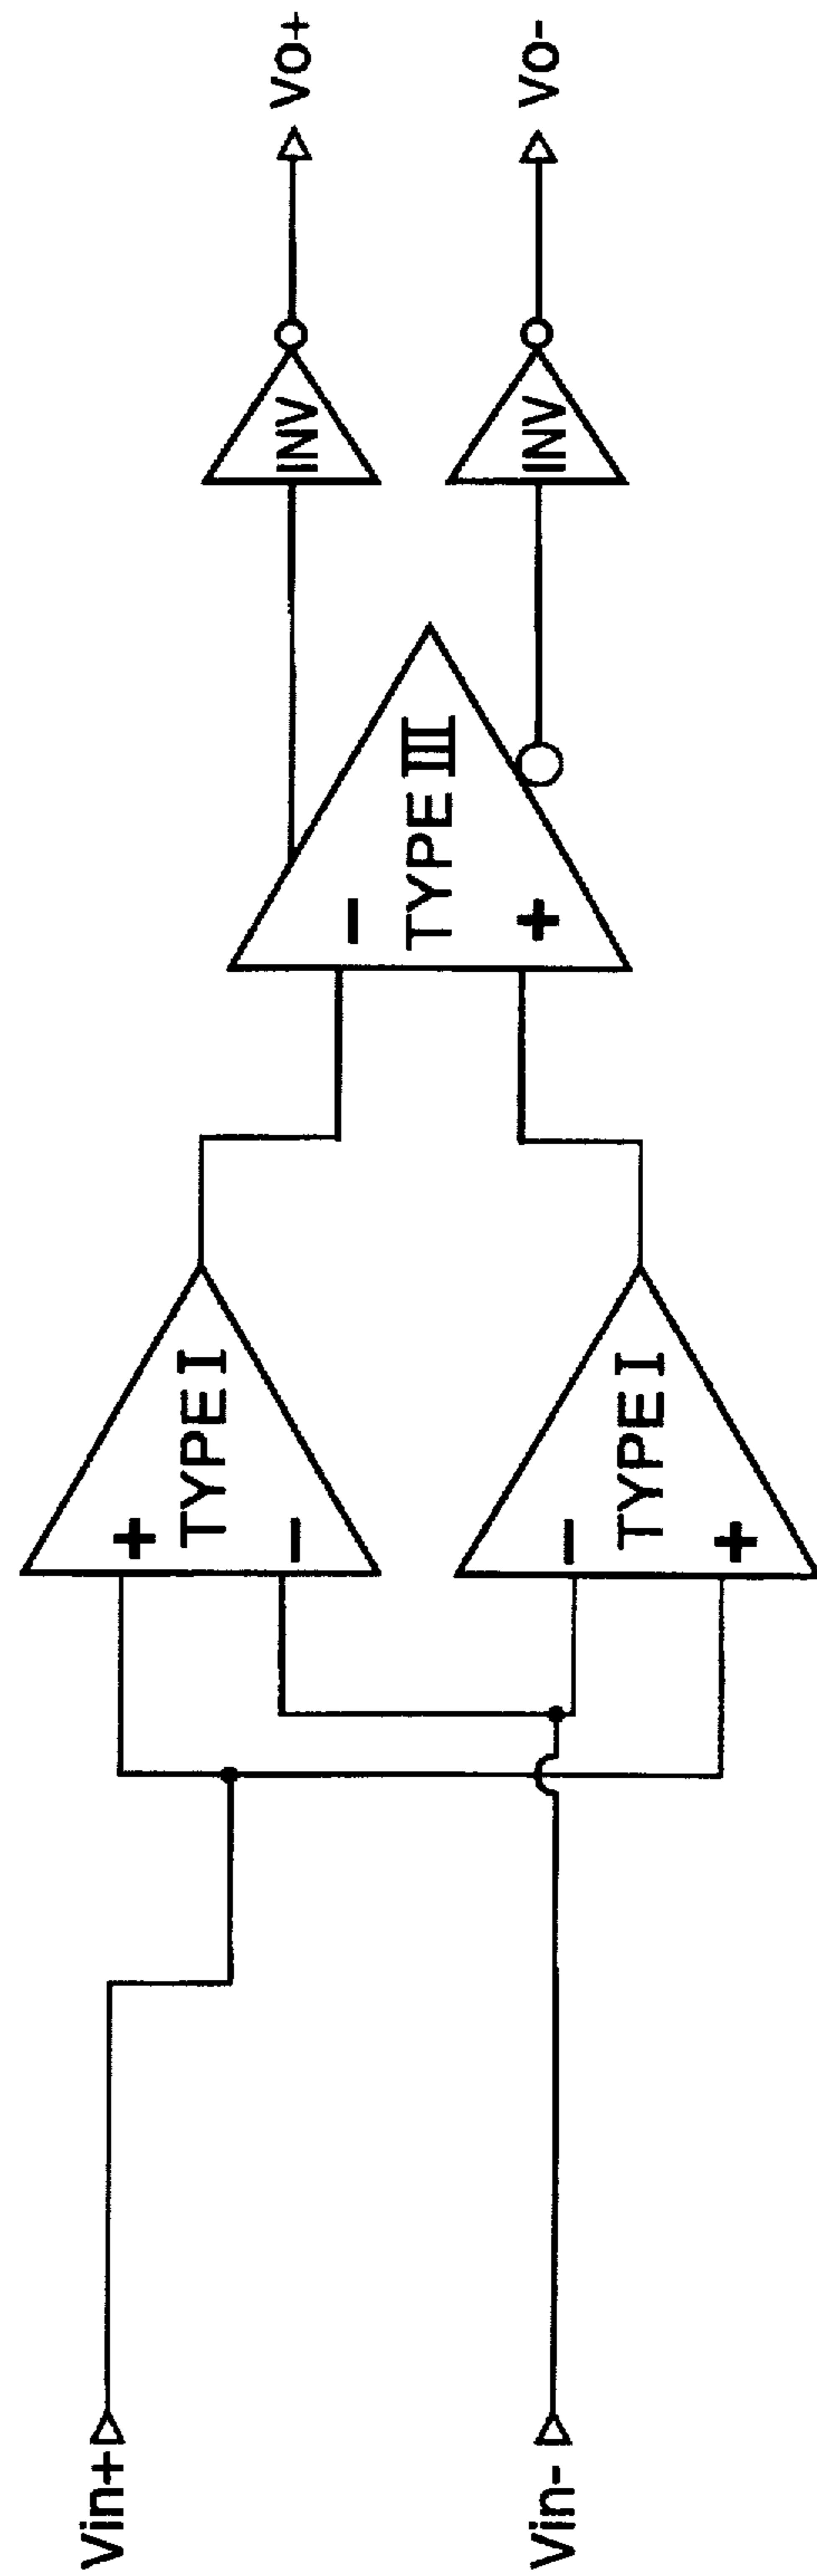 Vin+
Vin-
+
TYPE I
−
−
TYPE I
+
−
TYPE III
+
INV
INV
Vo+
Vo-